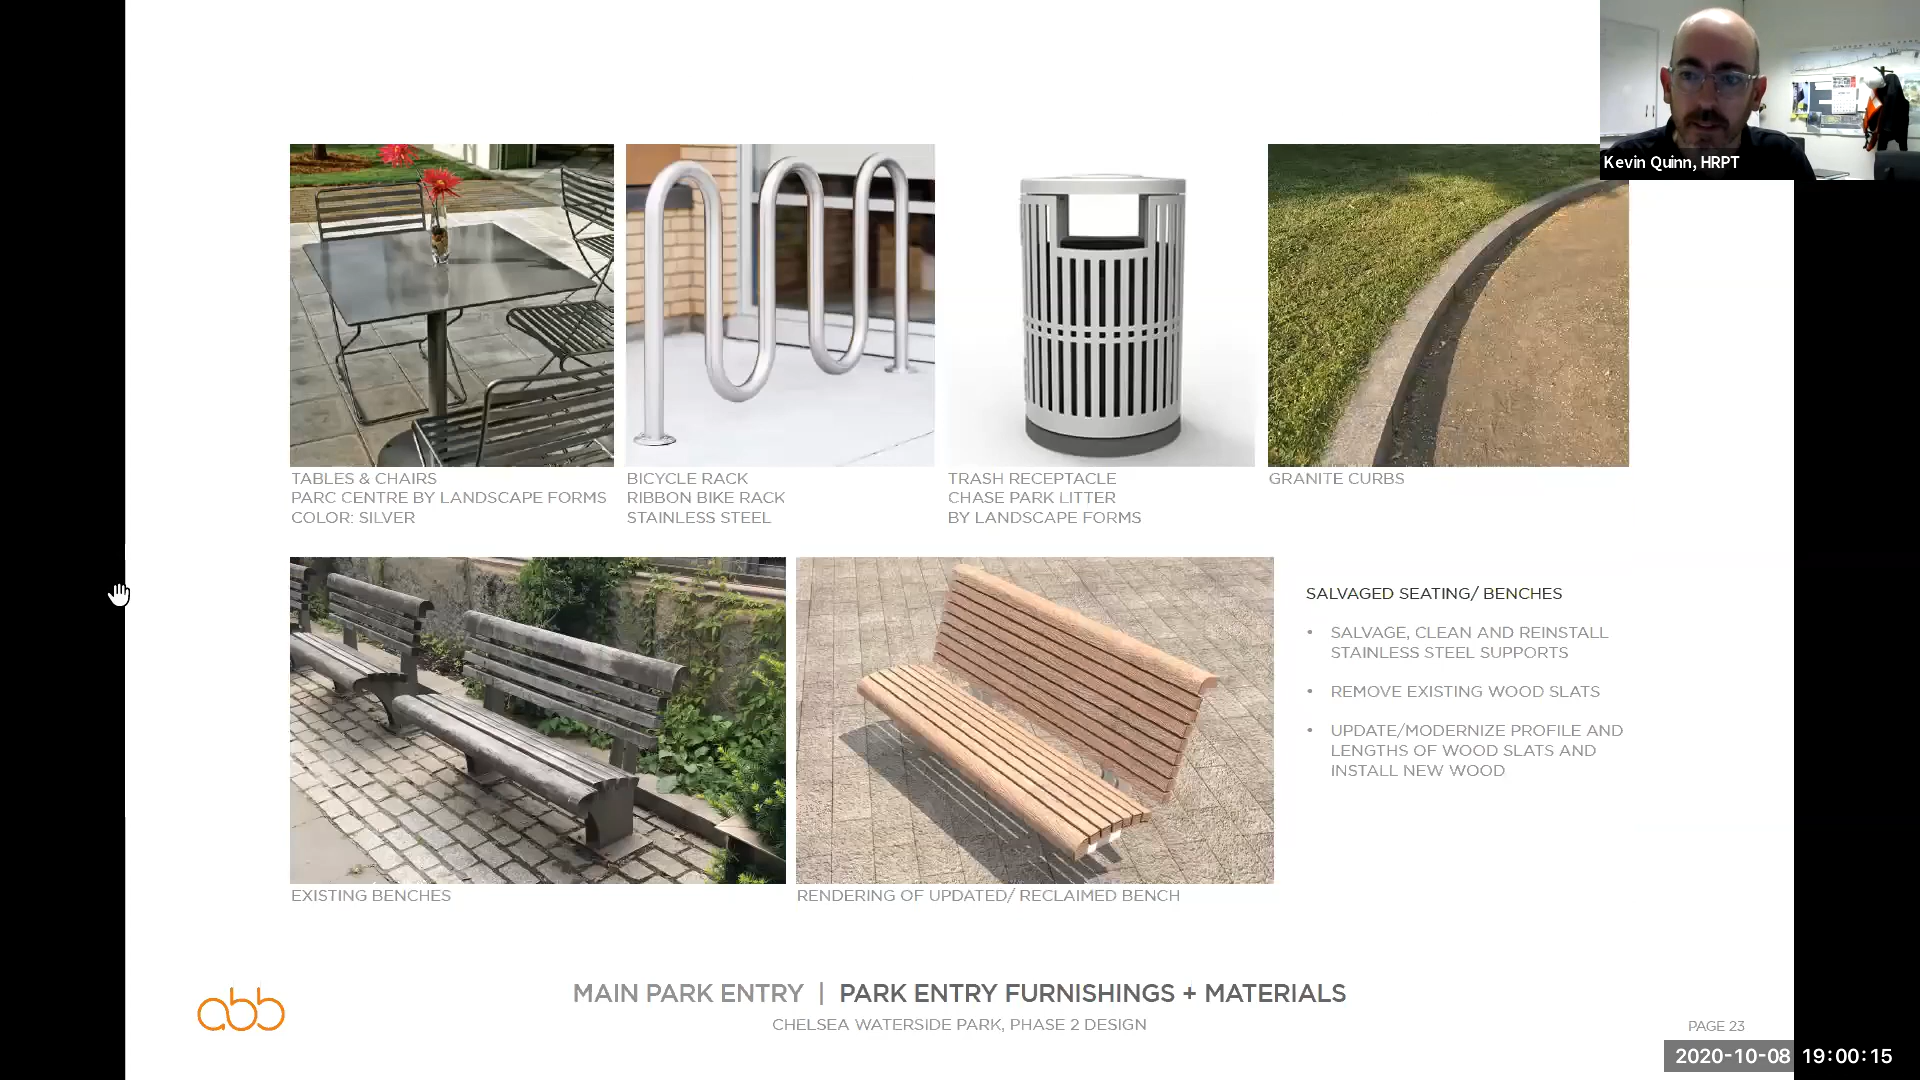 Kevin Quinn, HRPT
TABLES & CHAIRS
PARC CENTRE BY LANDSCAPE FORMS
COLOR: SILVER
BICYCLE RACK
RIBBON BIKE RACK
STAINLESS STEEL
TRASH RECEPTACLE
CHASE PARK LITTER
BY LANDSCAPE FORMS
GRANITE CURBS
EXISTING BENCHES
RENDERING OF UPDATED/ RECLAIMED BENCH
SALVAGED SEATING/ BENCHES
• SALVAGE, CLEAN AND REINSTALL
STAINLESS STEEL SUPPORTS
• REMOVE EXISTING WOOD SLATS
• UPDATE/MODERNIZE PROFILE AND
LENGTHS OF WOOD SLATS AND
INSTALL NEW WOOD
abb
MAIN PARK ENTRY | PARK ENTRY FURNISHINGS + MATERIALS
CHELSEA WATERSIDE PARK, PHASE 2 DESIGN
PAGE 23
2020-10-08 19:00:15